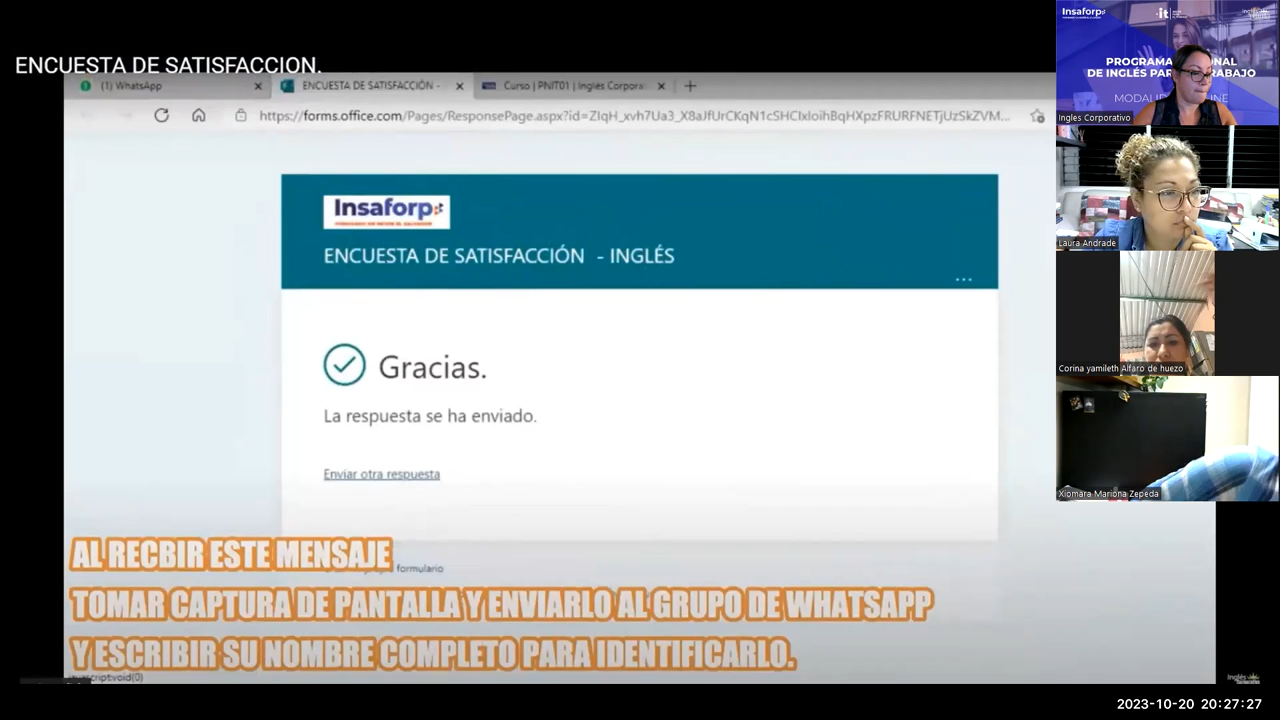 ENCUESTA DE SATISFACCION.
(1) WhatsApp
ENCUESTA DE SATISFACCIÓN -
Curso | PNIT01 | Inglés Corpora
https://forms.office.com/Pages/ResponsePage.aspx?id=
Insaforp
ENCUESTA DE SATISFACCIÓN - INGLÉS
...
Gracias.
La respuesta se ha enviado.
Enviar otra respuesta
formulario
AL RECBIR ESTE MENSAJE
TOMAR CAPTURA DE PANTALLA Y ENVIARLO AL GRUPO DE WHATSAPP
Y ESCRIBIR SU NOMBRE COMPLETO PARA IDENTIFICARLO.
Insaforp
Ingles Corporativo
Laura Andrade
Corina yamileth Alfaro de huezo
Xiomara Mariona Zepeda
2023-10-20 20:27:27